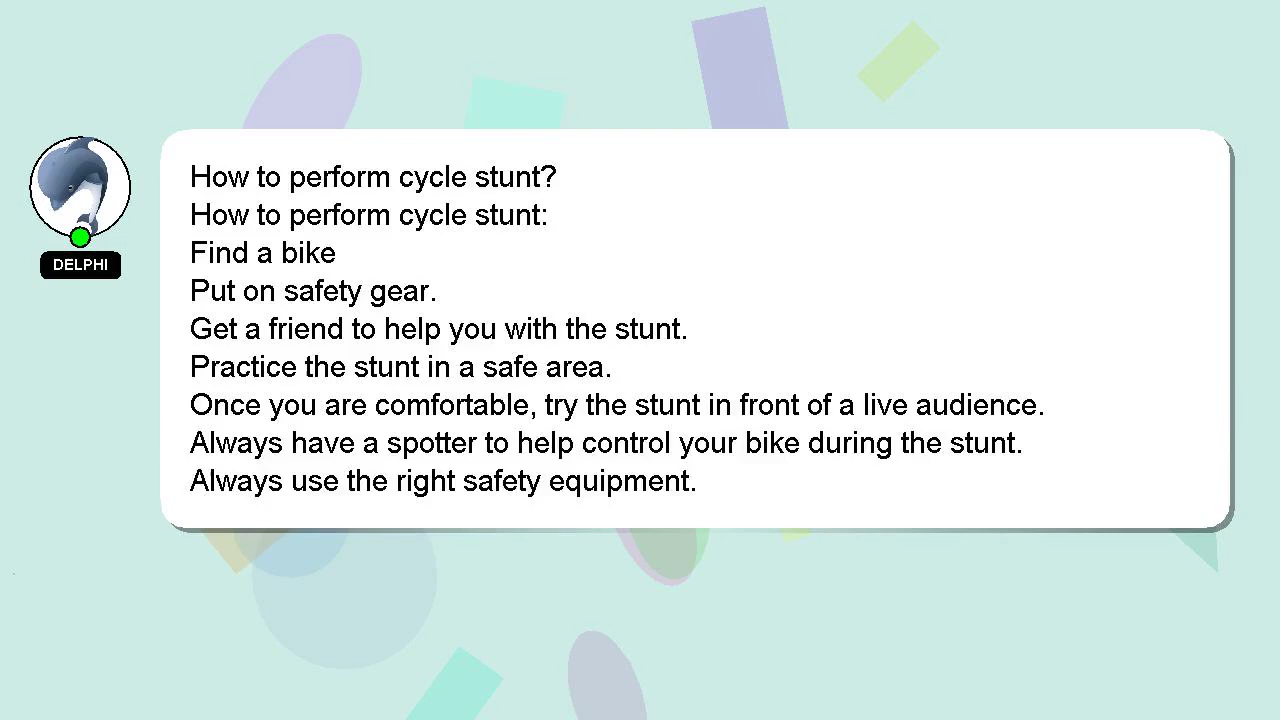 How to perform cycle stunt?
How to perform cycle stunt:
Find a bike
Put on safety gear.
Get a friend to help you with the stunt.
Practice the stunt in a safe area.
Once you are comfortable, try the stunt in front of a live audience.
Always have a spotter to help control your bike during the stunt.
Always use the right safety equipment.
DELPHI